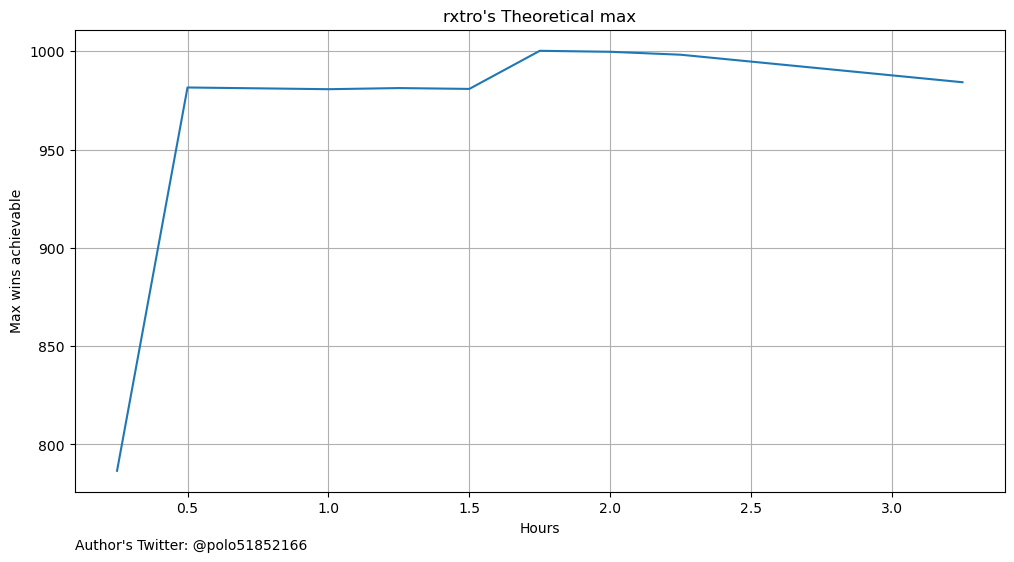 rxtro's Theoretical max
1000
950
900
850
800
Max wins achievable
0.5 1.0 1.5 2.0 2.5 3.0
Hours
Author's Twitter: @polo51852166